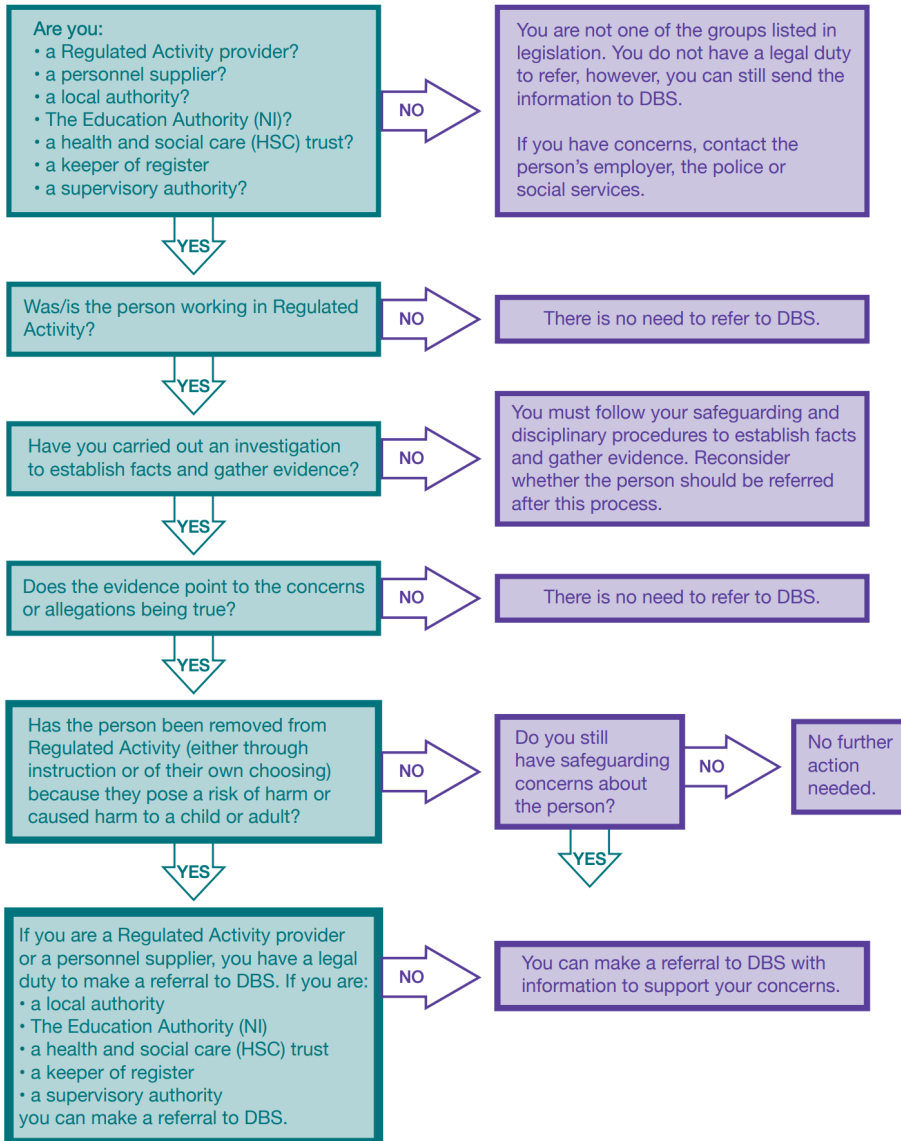 Are you:
• a Regulated Activity provider?
• a personnel supplier?
• a local authority?
• The Education Authority (NI)?
• a health and social care (HSC) trust?
• a keeper of register
• a supervisory authority?
NO
You are not one of the groups listed in
legislation. You do not have a legal duty
to refer, however, you can still send the
information to DBS.
If you have concerns, contact the
person’s employer, the police or
social services.
YES
Was/is the person working in Regulated
Activity?
NO
There is no need to refer to DBS.
YES
Have you carried out an investigation
to establish facts and gather evidence?
NO
You must follow your safeguarding and
disciplinary procedures to establish facts
and gather evidence. Reconsider
whether the person should be referred
after this process.
YES
Does the evidence point to the concerns
or allegations being true?
NO
There is no need to refer to DBS.
YES
Has the person been removed from
Regulated Activity (either through
instruction or of their own choosing)
because they pose a risk of harm or
caused harm to a child or adult?
NO
Do you still
have safeguarding
concerns about
the person?
NO
No further
action
needed.
YES
YES
If you are a Regulated Activity provider
or a personnel supplier, you have a legal
duty to make a referral to DBS. If you are:
• a local authority
• The Education Authority (NI)
• a health and social care (HSC) trust
• a keeper of register
• a supervisory authority
you can make a referral to DBS.
NO
You can make a referral to DBS with
information to support your concerns.